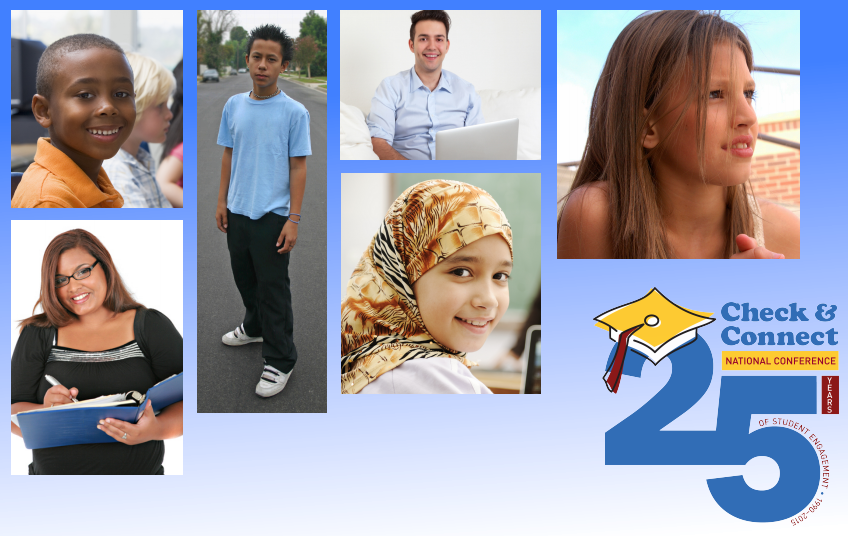 Check &
Connect
NATIONAL CONFERENCE
25
YEARS
OF STUDENT ENGAGEMENT • 1990-2015